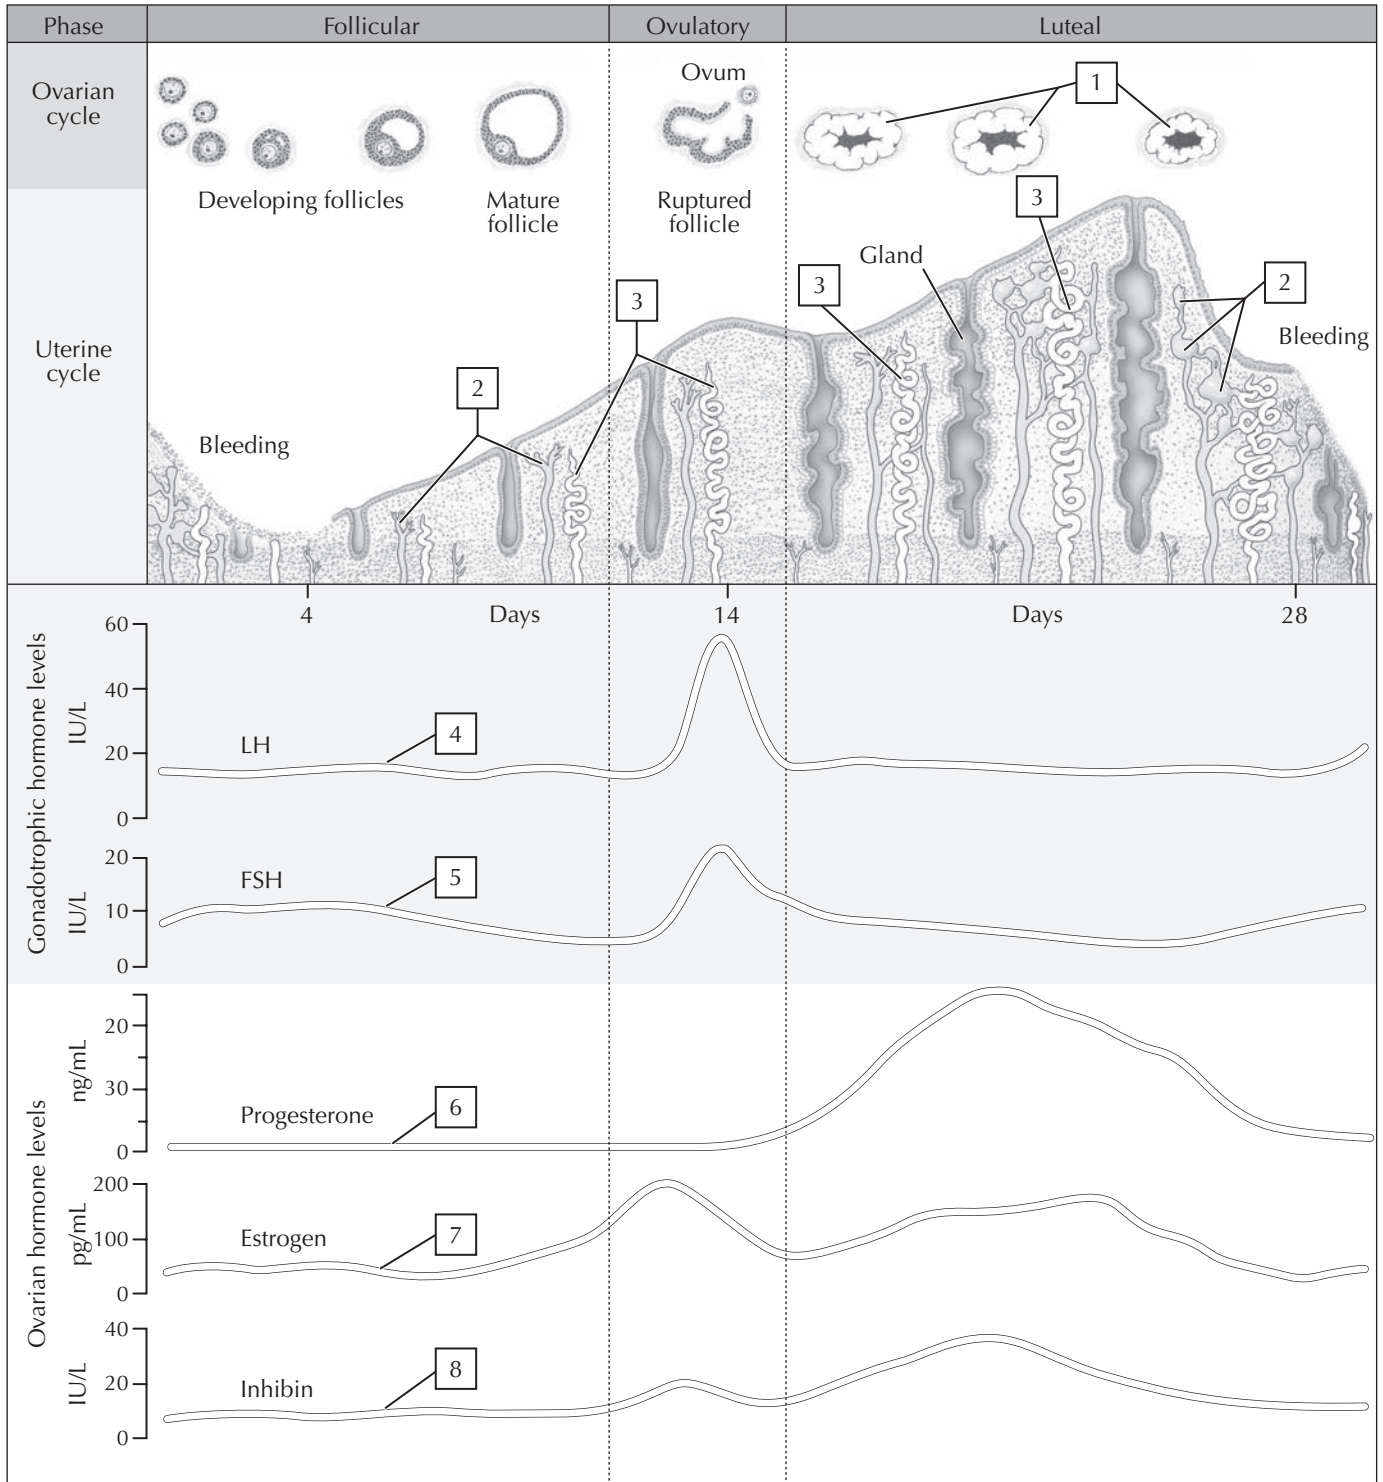 Phase
Follicular
Ovulatory
Luteal
Ovarian
cycle
Ovum
1
Developing follicles
Mature
follicle
Ruptured
follicle
3
Gland
3
2
3
Bleeding
Uterine
cycle
2
Bleeding
4
Days
14
Days
28
Gonadotrophic hormone levels
IU/L
60
40
20
0
LH
4
IU/L
20
10
0
FSH
5
Ovarian hormone levels
ng/mL
20
30
0
Progesterone
6
pg/mL
200
100
0
Estrogen
7
IU/L
40
20
0
Inhibin
8